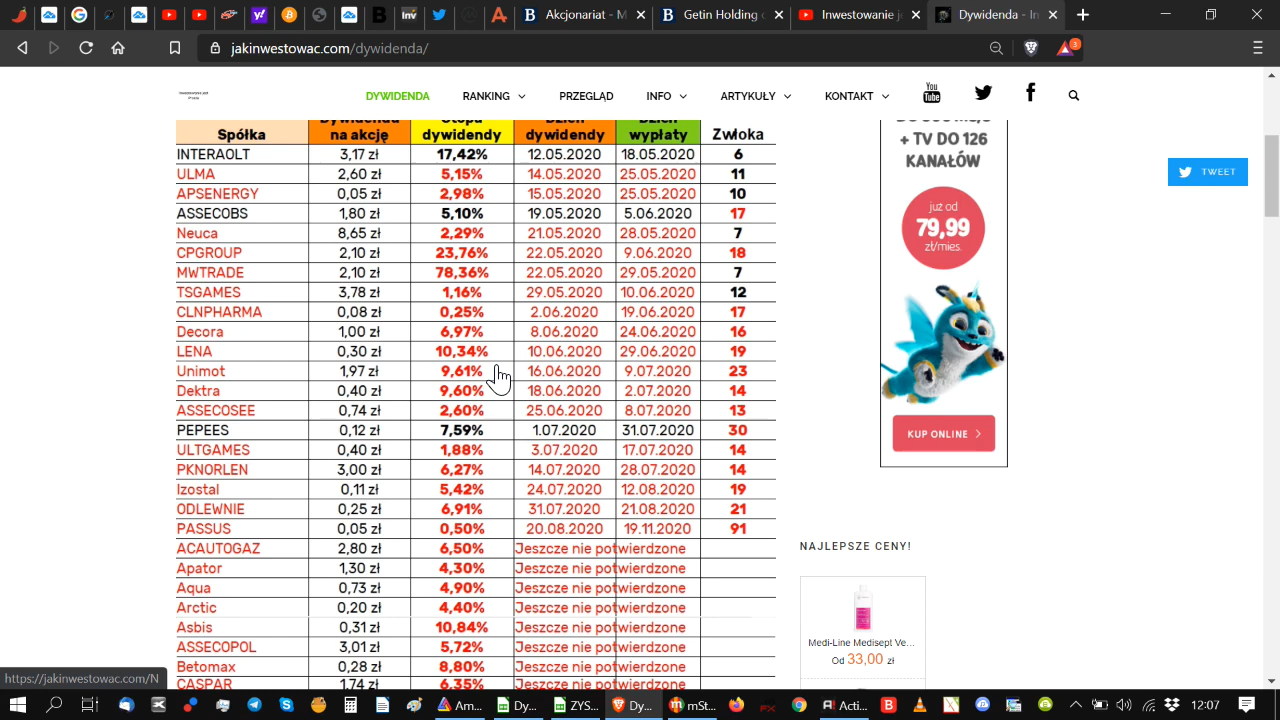 Akcjonariat - M
Getin Holding
Inwestowanie j
Dywidenda - In
jakinwestowac.com/dywidenda/
3
DYWIDENDA RANKING PRZEGLĄD INFO ARTYKUŁY KONTAKT
Spółka Dywidenda na akcję Stopa dywidendy Dzień dywidendy Dzień wypłaty Zwłoka
INTERAOLT 3,17 zł 17,42% 12.05.2020 18.05.2020 6
ULMA 2,60 zł 5,15% 14.05.2020 25.05.2020 11
APSENERGY 0,05 zł 2,98% 15.05.2020 25.05.2020 10
ASSECOBS 1,80 zł 5,10% 19.05.2020 5.06.2020 17
Neuca 8,65 zł 2,29% 21.05.2020 28.05.2020 7
CPGROUP 2,10 zł 23,76% 22.05.2020 9.06.2020 18
MWTRADE 2,10 zł 78,36% 22.05.2020 29.05.2020 7
TSGAMES 3,78 zł 1,16% 29.05.2020 10.06.2020 12
CLNPHARMA 0,08 zł 0,25% 2.06.2020 19.06.2020 17
Decora 1,00 zł 6,97% 8.06.2020 24.06.2020 16
LENA 0,30 zł 10,34% 10.06.2020 29.06.2020 19
Unimot 1,97 zł 9,61% 16.06.2020 9.07.2020 23
Dektra 0,40 zł 9,60% 18.06.2020 2.07.2020 14
ASSECOSEE 0,74 zł 2,60% 25.06.2020 8.07.2020 13
PEPEES 0,12 zł 7,59% 1.07.2020 31.07.2020 30
ULTGAMES 0,40 zł 1,88% 3.07.2020 17.07.2020 14
PKNORLEN 3,00 zł 6,27% 14.07.2020 28.07.2020 14
Izostal 0,11 zł 5,42% 24.07.2020 12.08.2020 19
ODLEWNIE 0,25 zł 6,91% 31.07.2020 21.08.2020 21
PASSUS 0,05 zł 0,50% 20.08.2020 19.11.2020 91
ACAUTOGAZ 2,80 zł 6,50% Jeszcze nie potwierdzone
Apator 1,30 zł 4,30% Jeszcze nie potwierdzone
Aqua 0,73 zł 4,90% Jeszcze nie potwierdzone
Arctic 0,20 zł 4,40% Jeszcze nie potwierdzone
Asbis 0,31 zł 10,84% Jeszcze nie potwierdzone
ASSECOPOL 3,01 zł 5,72% Jeszcze nie potwierdzone
Betomax 0,28 zł 8,80% Jeszcze nie potwierdzone
CASPAR 1,74 zł 6,35% Jeszcze nie potwierdzone
+ TV DO 126
KANAŁÓW
już od
79,99
zł/mies.
KUP ONLINE
TWEET
NAJLEPSZE CENY!
Medi-Line Medisept Ve...
Od 33,00 zł
https://jakinwestowac.com/N
Am... Dy... ZYS... Dy... mSt... Acti... 12:07